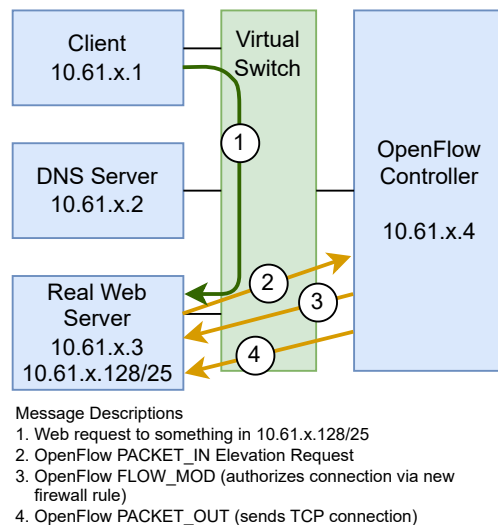 Client
10.61.x.1
Virtual
Switch
1
DNS Server
10.61.x.2
OpenFlow
Controller
10.61.x.4
2
Real Web
Server
10.61.x.3
10.61.x.128/25
3
4
Message Descriptions
1. Web request to something in 10.61.x.128/25
2. OpenFlow PACKET_IN Elevation Request
3. OpenFlow FLOW_MOD (authorizes connection via new
firewall rule)
4. OpenFlow PACKET_OUT (sends TCP connection)